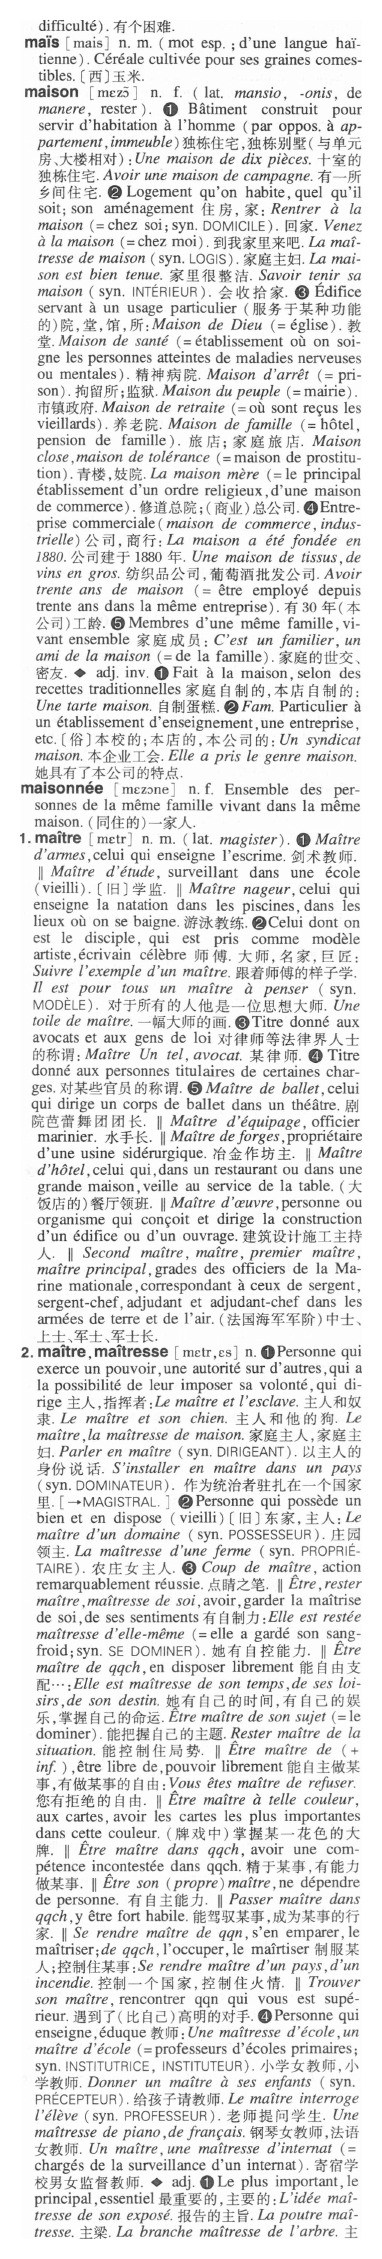 difficulté). 有个困难.
maïs [mais] n. m. (mot esp. ; d'une langue haï-
tienne). Céréale cultivée pour ses graines comes-
tibles. 〔西〕玉米.
maison [mɛzɔ̃] n. f. (lat. mansio, -onis, de
manere, rester). ❶ Bâtiment construit pour
servir d'habitation à l'homme (par oppos. à ap-
partement, immeuble)独栋住宅,独栋别墅(与单元
房、大楼相对):Une maison de dix pièces. 十室的
独栋住宅. Avoir une maison de campagne. 有一所
乡间住宅. ❷ Logement qu'on habite, quel qu'il
soit; son aménagement 住房, 家: Rentrer à la
maison (=chez soi; syn. DOMICILE). 回家. Venez
à la maison (=chez moi). 到我家里来吧. La maî-
tresse de maison (syn. LOGIS). 家庭主妇. La mai-
son est bien tenue. 家里很整洁. Savoir tenir sa
maison (syn. INTÉRIEUR). 会收拾家. ❸ Édifice
servant à un usage particulier (服务于某种功能
的)院,堂,馆,所:Maison de Dieu (= église). 教
堂. Maison de santé (=établissement où on soi-
gne les personnes atteintes de maladies nerveuses
ou mentales). 精神病院. Maison d'arrêt (= pri-
son). 拘留所;监狱. Maison du peuple (=mairie).
市镇政府. Maison de retraite (=où sont reçus les
vieillards). 养老院. Maison de famille (=hôtel,
pension de famille). 旅店; 家庭旅店. Maison
close, maison de tolérance (=maison de prostitu-
tion). 青楼,妓院. La maison mère (=le principal
établissement d'un ordre religieux, d'une maison
de commerce). 修道总院;(商业)总公司. ❹Entre-
prise commerciale (maison de commerce, indus-
trielle) 公司, 商行: La maison a été fondée en
1880. 公司建于 1880 年. Une maison de tissus, de
vins en gros. 纺织品公司,葡萄酒批发公司. Avoir
trente ans de maison (= être employé depuis
trente ans dans la même entreprise). 有 30 年(本
公司)工龄. ❺ Membres d'une même famille, vi-
vant ensemble 家庭成员: C'est un familier, un
ami de la maison (=de la famille). 家庭的世交、
密友. ◆ adj. inv. ❶ Fait à la maison, selon des
recettes traditionnelles 家庭自制的,本店自制的:
Une tarte maison. 自制蛋糕. ❷ Fam. Particulier à
un établissement d'enseignement, une entreprise,
etc.〔俗〕本校的;本店的,本公司的:Un syndicat
maison. 本企业工会. Elle a pris le genre maison.
她具有了本公司的特点.
maisonnée [mɛzɔne] n. f. Ensemble des per-
sonnes de la même famille vivant dans la même
maison. (同住的)一家人.
1. maître [mɛtr] n. m. (lat. magister). ❶ Maître
d'armes, celui qui enseigne l'escrime. 剑术教师.
‖ Maître d'étude, surveillant dans une école
(vieilli).〔旧〕学监. ‖ Maître nageur, celui qui
enseigne la natation dans les piscines, dans les
lieux où on se baigne. 游泳教练. ❷Celui dont on
est le disciple, qui est pris comme modèle
artiste, écrivain célèbre 师傅. 大师, 名家, 巨匠:
Suivre l'exemple d'un maître. 跟着师傅的样子学.
Il est pour tous un maître à penser (syn.
MODÈLE). 对于所有的人他是一位思想大师. Une
toile de maître. 一幅大师的画. ❸Titre donné aux
avocats et aux gens de loi 对律师等法律界人士
的称谓: Maître Un tel, avocat. 某律师. ❹ Titre
donné aux personnes titulaires de certaines char-
ges. 对某些官员的称谓. ❺ Maître de ballet, celui
qui dirige un corps de ballet dans un théâtre. 剧
院芭蕾舞团团长. ‖ Maître d'équipage, officier
marinier. 水手长. ‖ Maître de forges, propriétaire
d'une usine sidérurgique. 冶金作坊主. ‖ Maître
d'hôtel, celui qui, dans un restaurant ou dans une
grande maison, veille au service de la table. (大
饭店的)餐厅领班. ‖ Maître d'œuvre, personne ou
organisme qui conçoit et dirige la construction
d'un édifice ou d'un ouvrage. 建筑设计施工主持
人. ‖ Second maître, maître, premier maître,
maître principal, grades des officiers de la Ma-
rine mationale, correspondant à ceux de sergent,
sergent-chef, adjudant et adjudant-chef dans les
armées de terre et de l'air. (法国海军军阶)中士、
上士、军士、军士长.
2. maître, maîtresse [mɛtr, ɛs] n. ❶Personne qui
exerce un pouvoir, une autorité sur d'autres, qui a
la possibilité de leur imposer sa volonté, qui di-
rige 主人,指挥者:Le maître et l'esclave. 主人和奴
隶. Le maître et son chien. 主人和他的狗. Le
maître, la maîtresse de maison. 家庭主人,家庭主
妇. Parler en maître (syn. DIRIGEANT). 以主人的
身份说话. S'installer en maître dans un pays
(syn. DOMINATEUR). 作为统治者驻扎在一个国家
里. [→MAGISTRAL.] ❷Personne qui possède un
bien et en dispose (vieilli)〔旧〕东家, 主人: Le
maître d'un domaine (syn. POSSESSEUR). 庄园
领主. La maîtresse d'une ferme (syn. PROPRIÉ-
TAIRE). 农庄女主人. ❸ Coup de maître, action
remarquablement réussie. 点睛之笔. ‖ Être, rester
maître, maîtresse de soi, avoir, garder la maîtrise
de soi, de ses sentiments 有自制力:Elle est restée
maîtresse d'elle-même (=elle a gardé son sang-
froid; syn. SE DOMINER). 她有自控能力. ‖ Être
maître de qqch, en disposer librement 能自由支
配…:Elle est maîtresse de son temps, de ses loi-
sirs, de son destin. 她有自己的时间,有自己的娱
乐,掌握自己的命运. Être maître de son sujet (=le
dominer). 能把握自己的主题. Rester maître de la
situation. 能控制住局势. ‖ Être maître de (+
inf.), être libre de, pouvoir librement 能自主做某
事,有做某事的自由:Vous êtes maître de refuser.
您有拒绝的自由. ‖ Être maître à telle couleur,
aux cartes, avoir les cartes les plus importantes
dans cette couleur. (牌戏中)掌握某一花色的大
牌. ‖ Être maître dans qqch, avoir une com-
pétence incontestée dans qqch. 精于某事,有能力
做某事. ‖ Être son (propre) maître, ne dépendre
de personne. 有自主能力. ‖ Passer maître dans
qqch, y être fort habile. 能驾驭某事,成为某事的行
家. ‖ Se rendre maître de qqn, s'en emparer, le
maîtriser; de qqch, l'occuper, le maîrtiser 制服某
人;控制住某事:Se rendre maître d'un pays, d'un
incendie. 控制一个国家,控制住火情. ‖ Trouver
son maître, rencontrer qqn qui vous est supé-
rieur. 遇到了(比自己)高明的对手. ❹Personne qui
enseigne, éduque 教师:Une maîtresse d'école, un
maître d'école (=professeurs d'écoles primaires;
syn. INSTITUTRICE, INSTITUTEUR). 小学女教师,小
学教师. Donner un maître à ses enfants (syn.
PRÉCEPTEUR). 给孩子请教师. Le maître interroge
l'élève (syn. PROFESSEUR). 老师提问学生. Une
maîtresse de piano, de français. 钢琴女教师,法语
女教师. Un maître, une maîtresse d'internat (=
chargés de la surveillance d'un internat). 寄宿学
校男女监督教师. ◆ adj. ❶Le plus important, le
principal, essentiel 最重要的,主要的:L'idée maî-
tresse de son exposé. 报告的主旨. La poutre maî-
tresse. 主梁. La branche maîtresse de l'arbre. 主